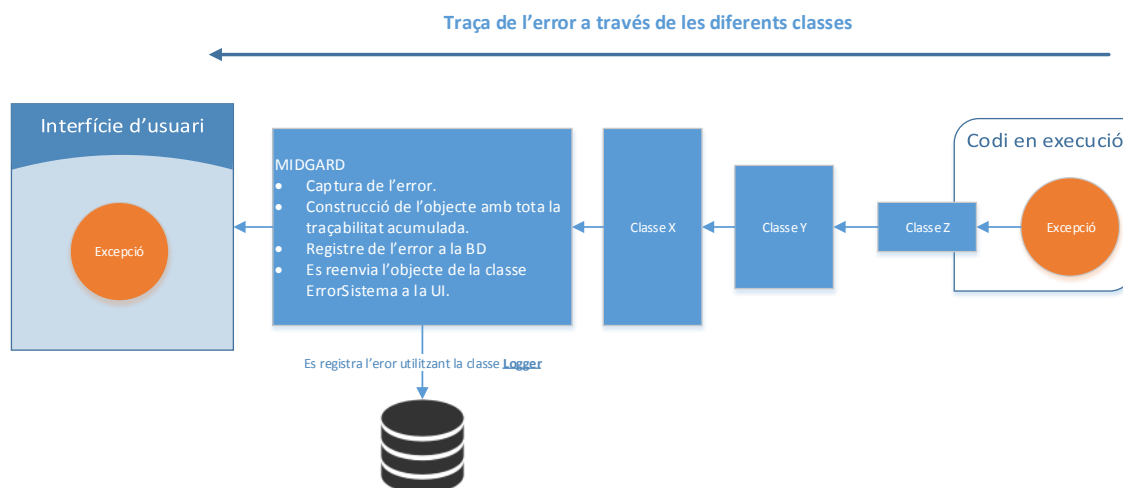 Traça de l'error a través de les diferents classes
Interfície d'usuari
Excepció
MIDGARD
• Captura de l'error.
• Construcció de l'objecte amb tota la
traçabilitat acumulada.
• Registre de l'error a la BD
• Es reenvia l'objecte de la classe
ErrorSistema a la UI.
Classe X
Classe Y
Classe Z
Codi en execució
Excepció
Es registra l'eror utilitzant la classe Logger